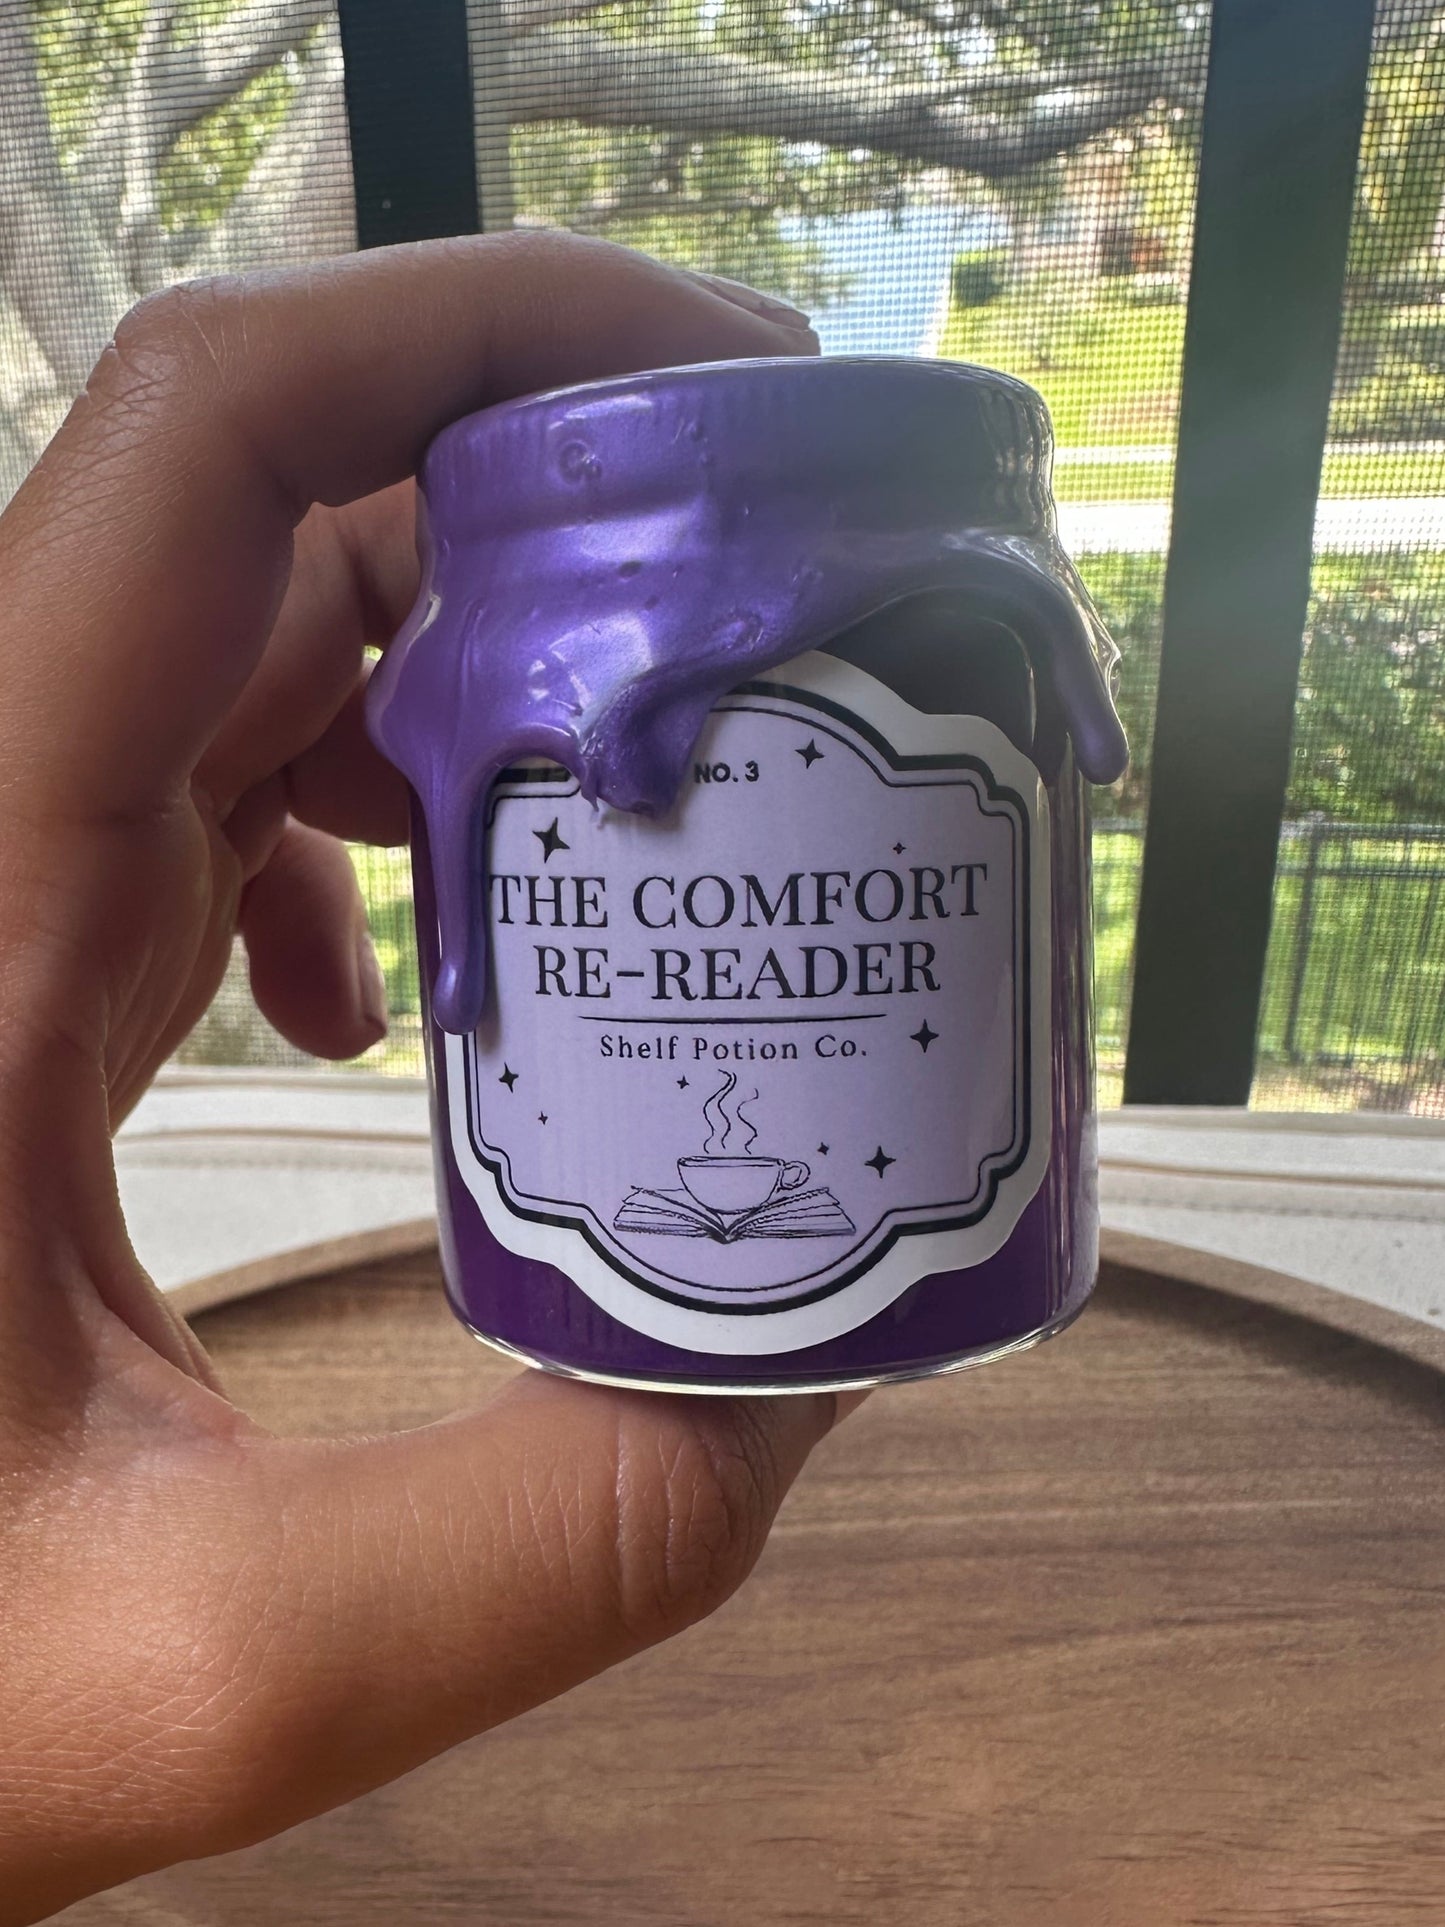 NO. 3
THE COMFORT
RE-READER
Shelf Potion Co.